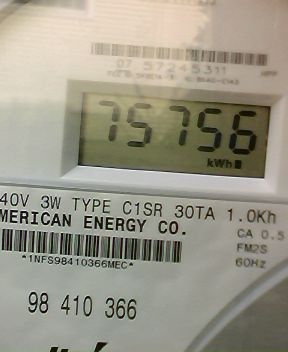 07 57245311
75756
kWh
40V 3W TYPE C1SR 30TA 1.0Kh
MERICAN ENERGY CO.
CA 0.5
FM2S
*1NFS98410366MEC*
60Hz
98 410 366